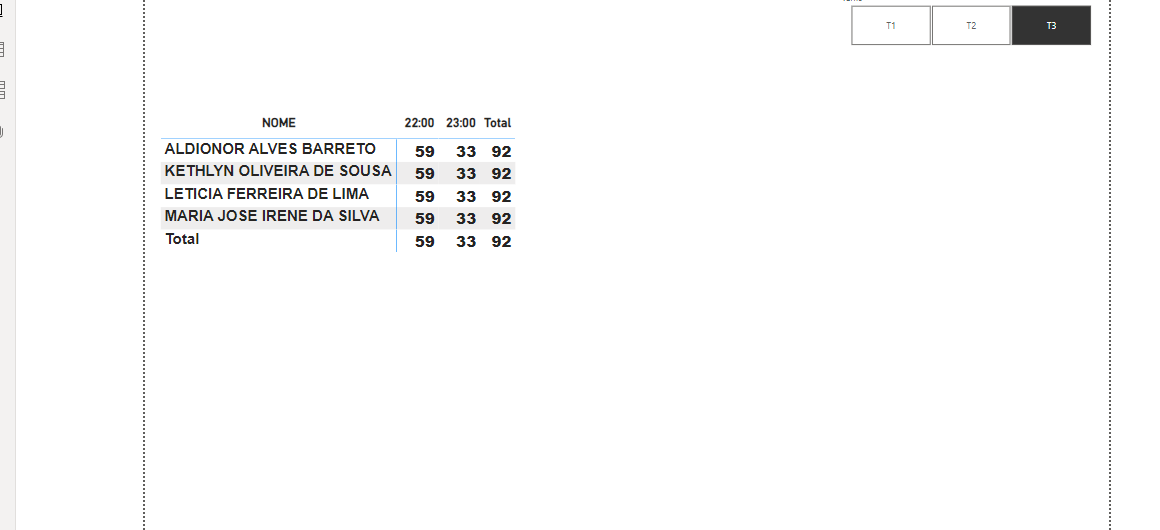 T1 T2 T3
NOME 22:00 23:00 Total
ALDIONOR ALVES BARRETO 59 33 92
KETHLYN OLIVEIRA DE SOUSA 59 33 92
LETICIA FERREIRA DE LIMA 59 33 92
MARIA JOSE IRENE DA SILVA 59 33 92
Total 59 33 92